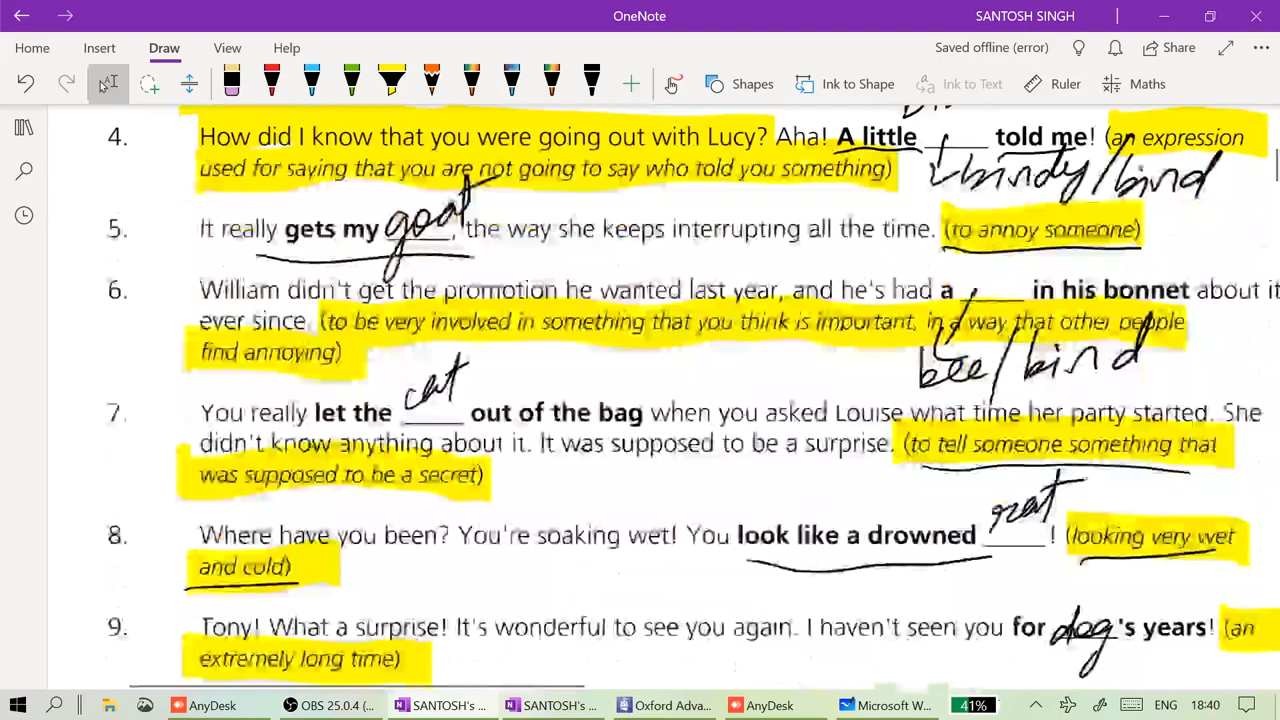 OneNote
SANTOSH SINGH
Home Insert Draw View Help
Saved offline (error)
Share
Shapes
Ink to Shape
Ink to Text
Ruler
Maths
4. How did I know that you were going out with Lucy? Aha! A little ____ told me! (an expression
used for saying that you are not going to say who told you something)
bindy/bind
goat
5. It really gets my ____, the way she keeps interrupting all the time. (to annoy someone)
6. William didn't get the promotion he wanted last year, and he's had a ____ in his bonnet about it
ever since. (to be very involved in something that you think is important, in a way that other people
find annoying)
bee/bind
cat
7. You really let the ____ out of the bag when you asked Louise what time her party started. She
didn't know anything about it. It was supposed to be a surprise. (to tell someone something that
was supposed to be a secret)
8. Where have you been? You're soaking wet! You look like a drowned ____! (looking very wet
and cold)
9. Tony! What a surprise! It's wonderful to see you again. I haven't seen you for dog's years! (an
extremely long time)
AnyDesk
OBS 25.0.4 (...
SANTOSH's ...
SANTOSH's ...
Oxford Adva...
AnyDesk
Microsoft W...
41%
ENG
18:40